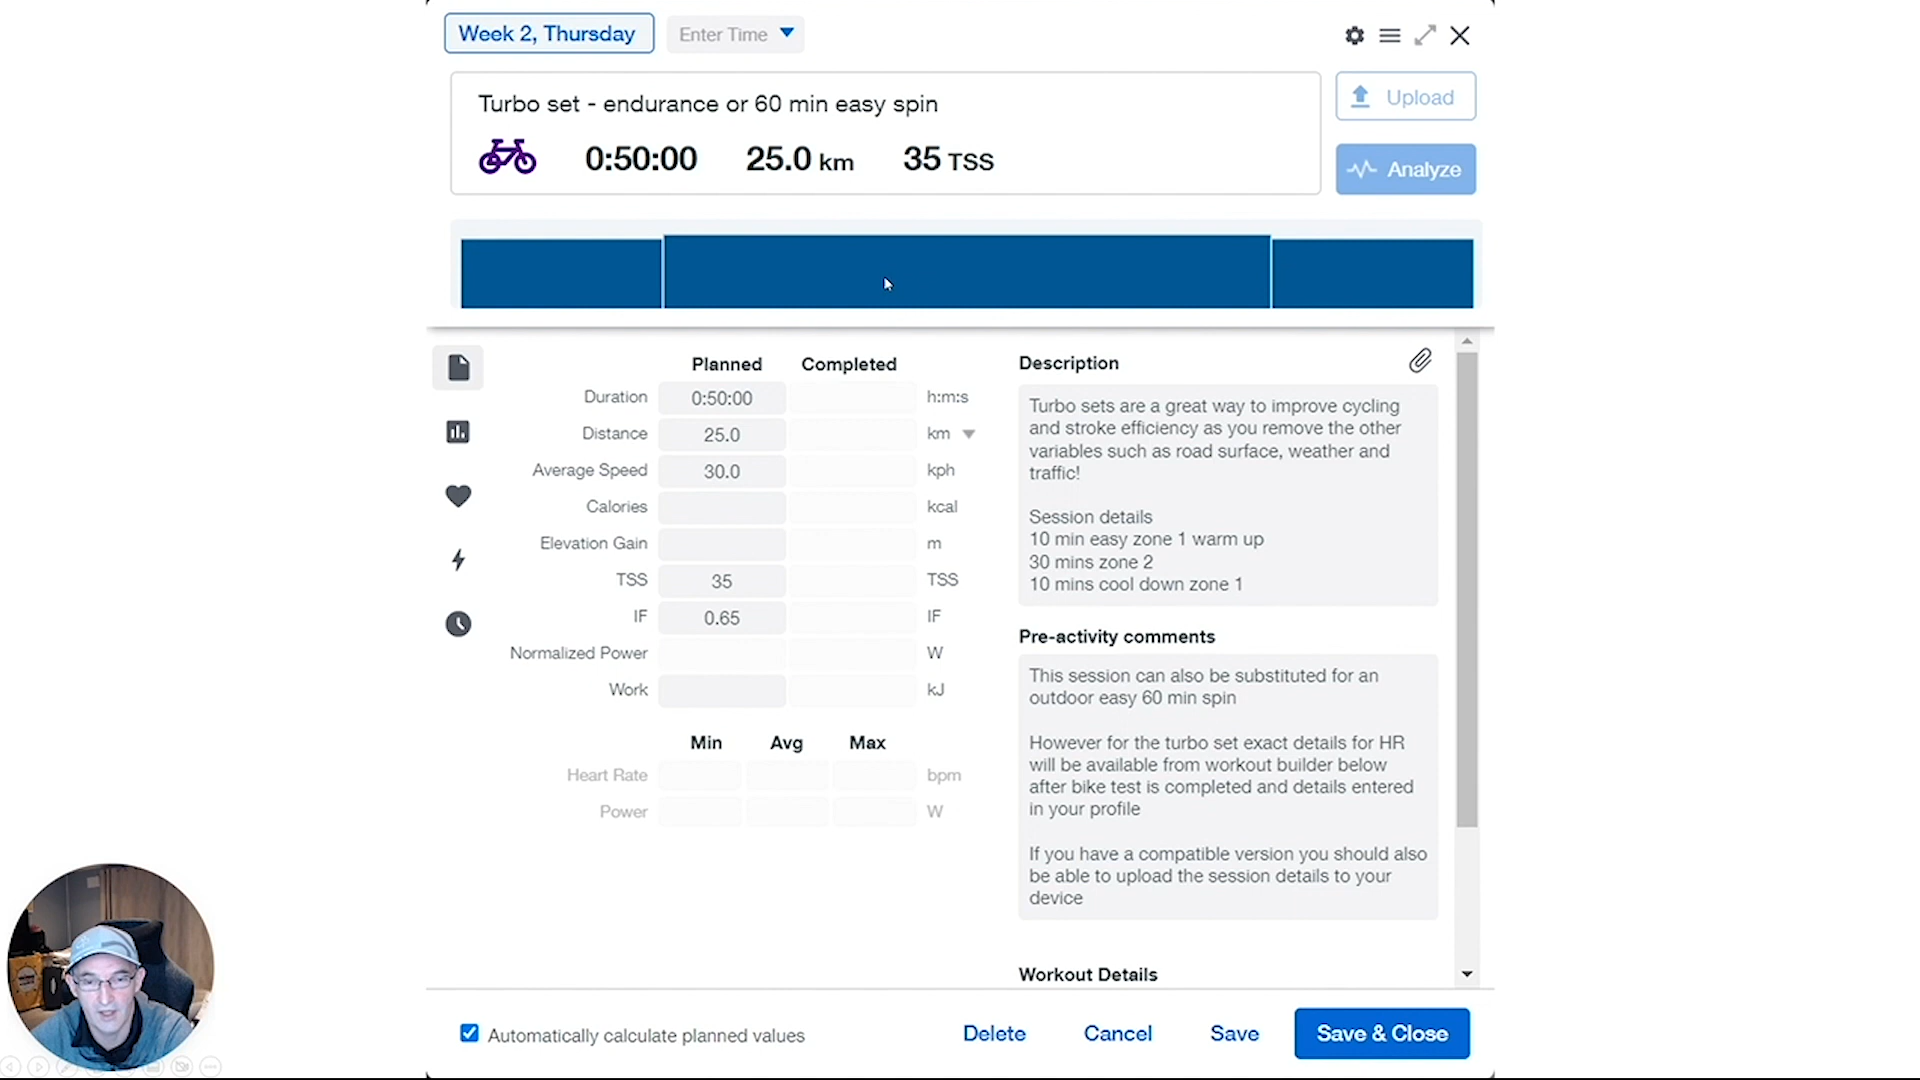 Week 2, Thursday
Enter Time
Turbo set - endurance or 60 min easy spin
0:50:00 25.0 km 35 TSS
Upload
Analyze
Planned Completed
Duration 0:50:00 h:m:s
Distance 25.0 km
Average Speed 30.0 kph
Calories kcal
Elevation Gain m
TSS 35 TSS
IF 0.65 IF
Normalized Power W
Work kJ
Min Avg Max
Heart Rate bpm
Power W
Description
Turbo sets are a great way to improve cycling
and stroke efficiency as you remove the other
variables such as road surface, weather and
traffic!
Session details
10 min easy zone 1 warm up
30 mins zone 2
10 mins cool down zone 1
Pre-activity comments
This session can also be substituted for an
outdoor easy 60 min spin
However for the turbo set exact details for HR
will be available from workout builder below
after bike test is completed and details entered
in your profile
If you have a compatible version you should also
be able to upload the session details to your
device
Workout Details
Automatically calculate planned values
Delete Cancel Save Save & Close